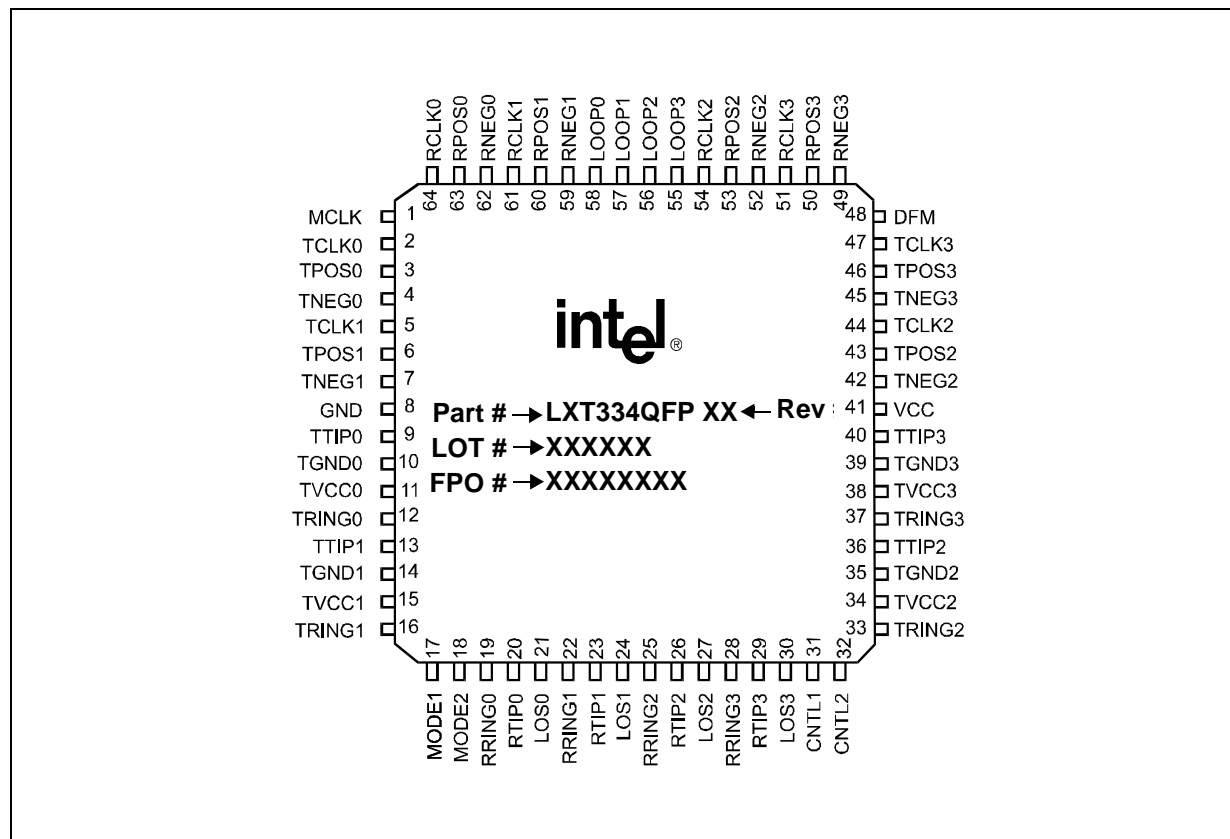 RCLK0
RPOS0
RNEG0
RCLK1
RPOS1
RNEG1
LOOP0
LOOP1
LOOP2
LOOP3
RCLK2
RPOS2
RNEG2
RCLK3
RPOS3
RNEG3
64 63 62 61 60 59 58 57 56 55 54 53 52 51 50 49
MCLK 1
TCLK0 2
TPOS0 3
TNEG0 4
TCLK1 5
TPOS1 6
TNEG1 7
GND 8
TTIP0 9
TGND0 10
TVCC0 11
TRING0 12
TTIP1 13
TGND1 14
TVCC1 15
TRING1 16
intel®
Part # → LXT334QFP XX ← Rev
LOT # → XXXXXX
FPO # → XXXXXXXX
48 DFM
47 TCLK3
46 TPOS3
45 TNEG3
44 TCLK2
43 TPOS2
42 TNEG2
41 VCC
40 TTIP3
39 TGND3
38 TVCC3
37 TRING3
36 TTIP2
35 TGND2
34 TVCC2
33 TRING2
17 18 19 20 21 22 23 24 25 26 27 28 29 30 31 32
MODE1
MODE2
RRING0
RTIP0
LOS0
RRING1
RTIP1
LOS1
RRING2
RTIP2
LOS2
RRING3
RTIP3
LOS3
CNTL1
CNTL2